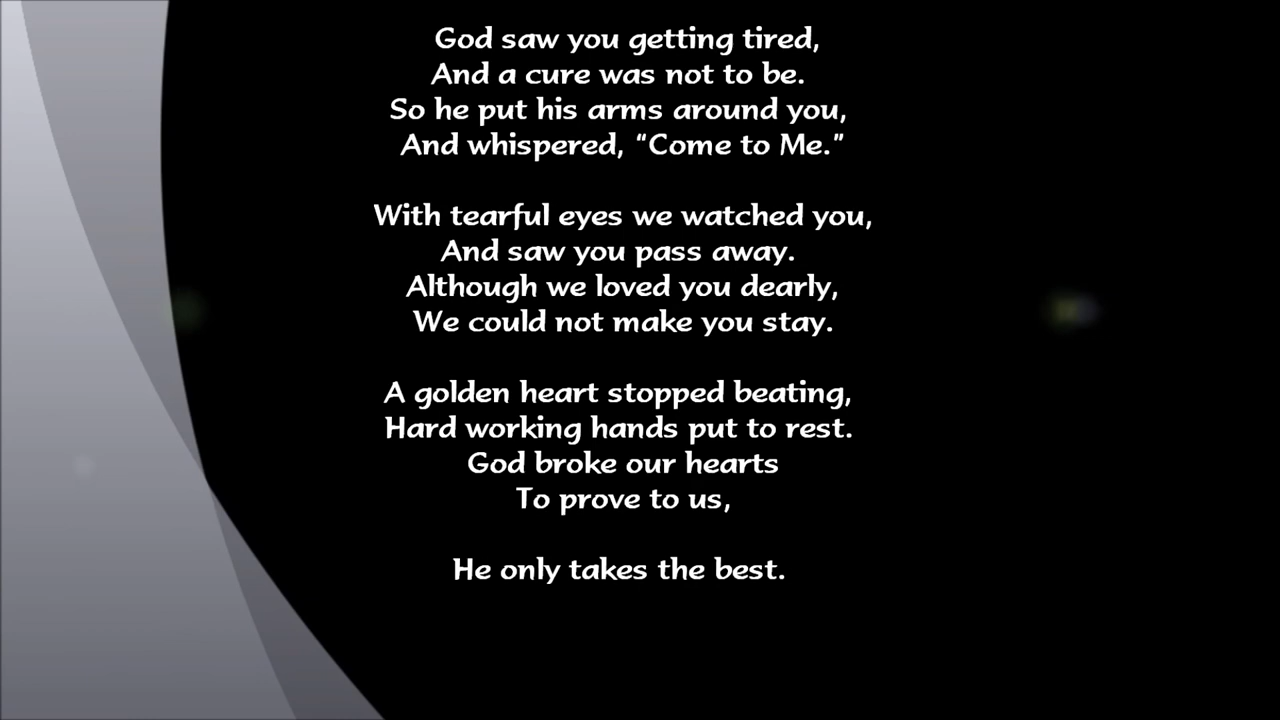 God saw you getting tired,
And a cure was not to be.
So he put his arms around you,
And whispered, “Come to Me.”
With tearful eyes we watched you,
And saw you pass away.
Although we loved you dearly,
We could not make you stay.
A golden heart stopped beating,
Hard working hands put to rest.
God broke our hearts
To prove to us,
He only takes the best.